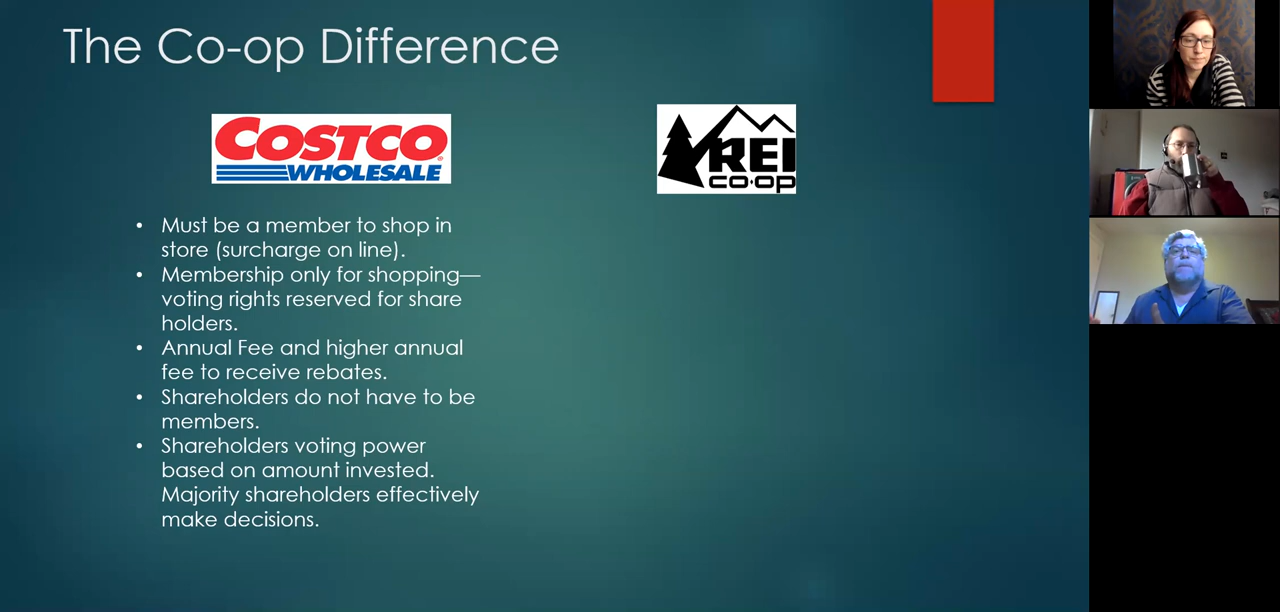 The Co-op Difference
COSTCO
WHOLESALE
REI
co·op
• Must be a member to shop in
store (surcharge on line).
• Membership only for shopping—
voting rights reserved for share
holders.
• Annual Fee and higher annual
fee to receive rebates.
• Shareholders do not have to be
members.
• Shareholders voting power
based on amount invested.
Majority shareholders effectively
make decisions.